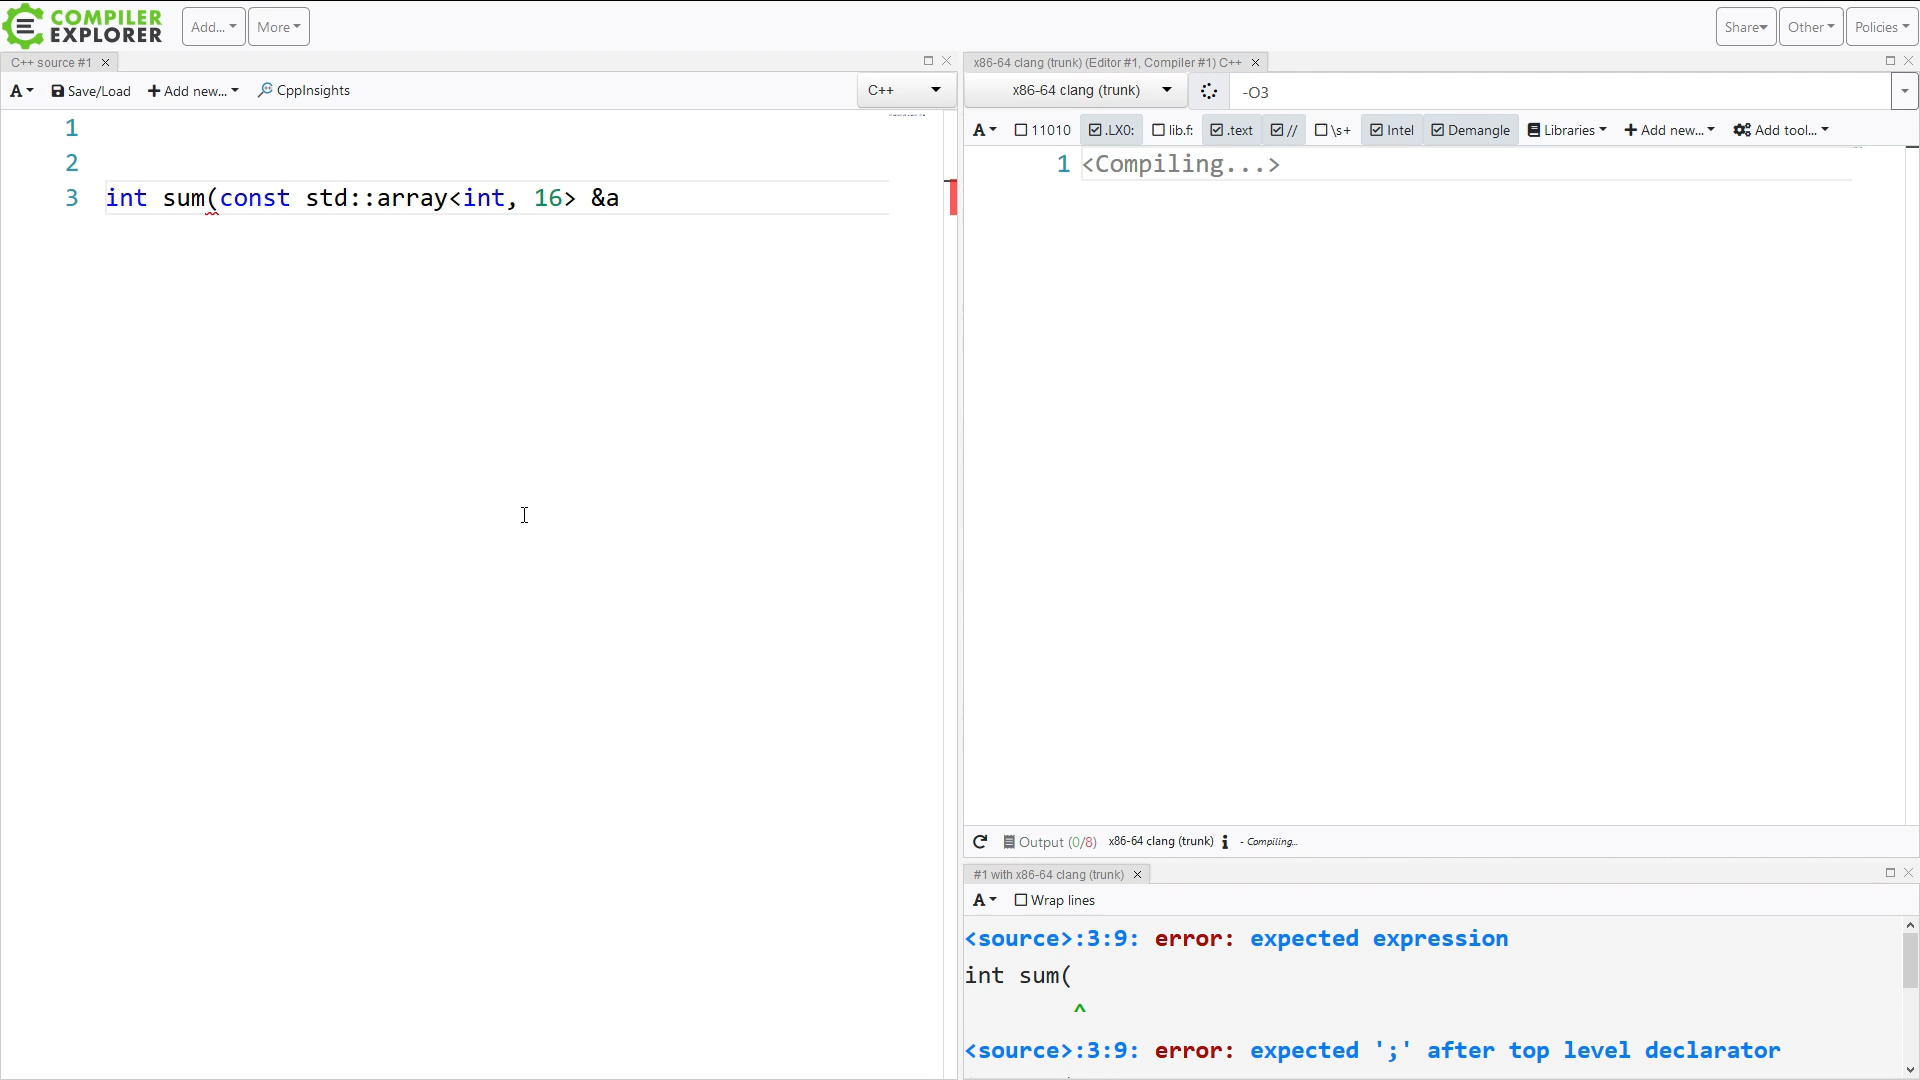 COMPILER
EXPLORER
Add...
More
Share
Other
Policies
C++ source #1
A
Save/Load
Add new...
CppInsights
C++
1
2
3 int sum(const std::array<int, 16> &a
x86-64 clang (trunk) (Editor #1, Compiler #1) C++
x86-64 clang (trunk)
-O3
A
11010
.LX0:
lib.f:
.text
//
\s+
Intel
Demangle
Libraries
Add new...
Add tool...
1 <Compiling...>
Output (0/8)
x86-64 clang (trunk)
- Compiling...
#1 with x86-64 clang (trunk)
A
Wrap lines
<source>:3:9: error: expected expression
int sum(
^
<source>:3:9: error: expected ';' after top level declarator